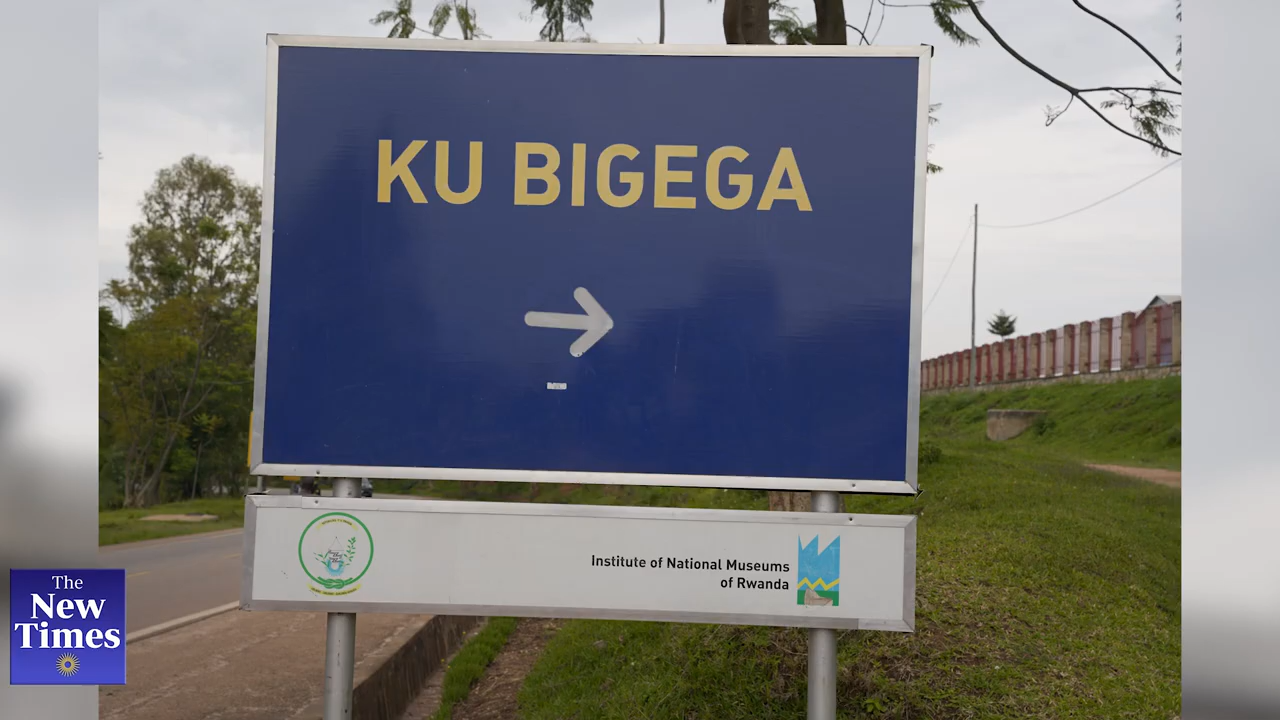 KU BIGEGA
Institute of National Museums
of Rwanda
The
New
Times